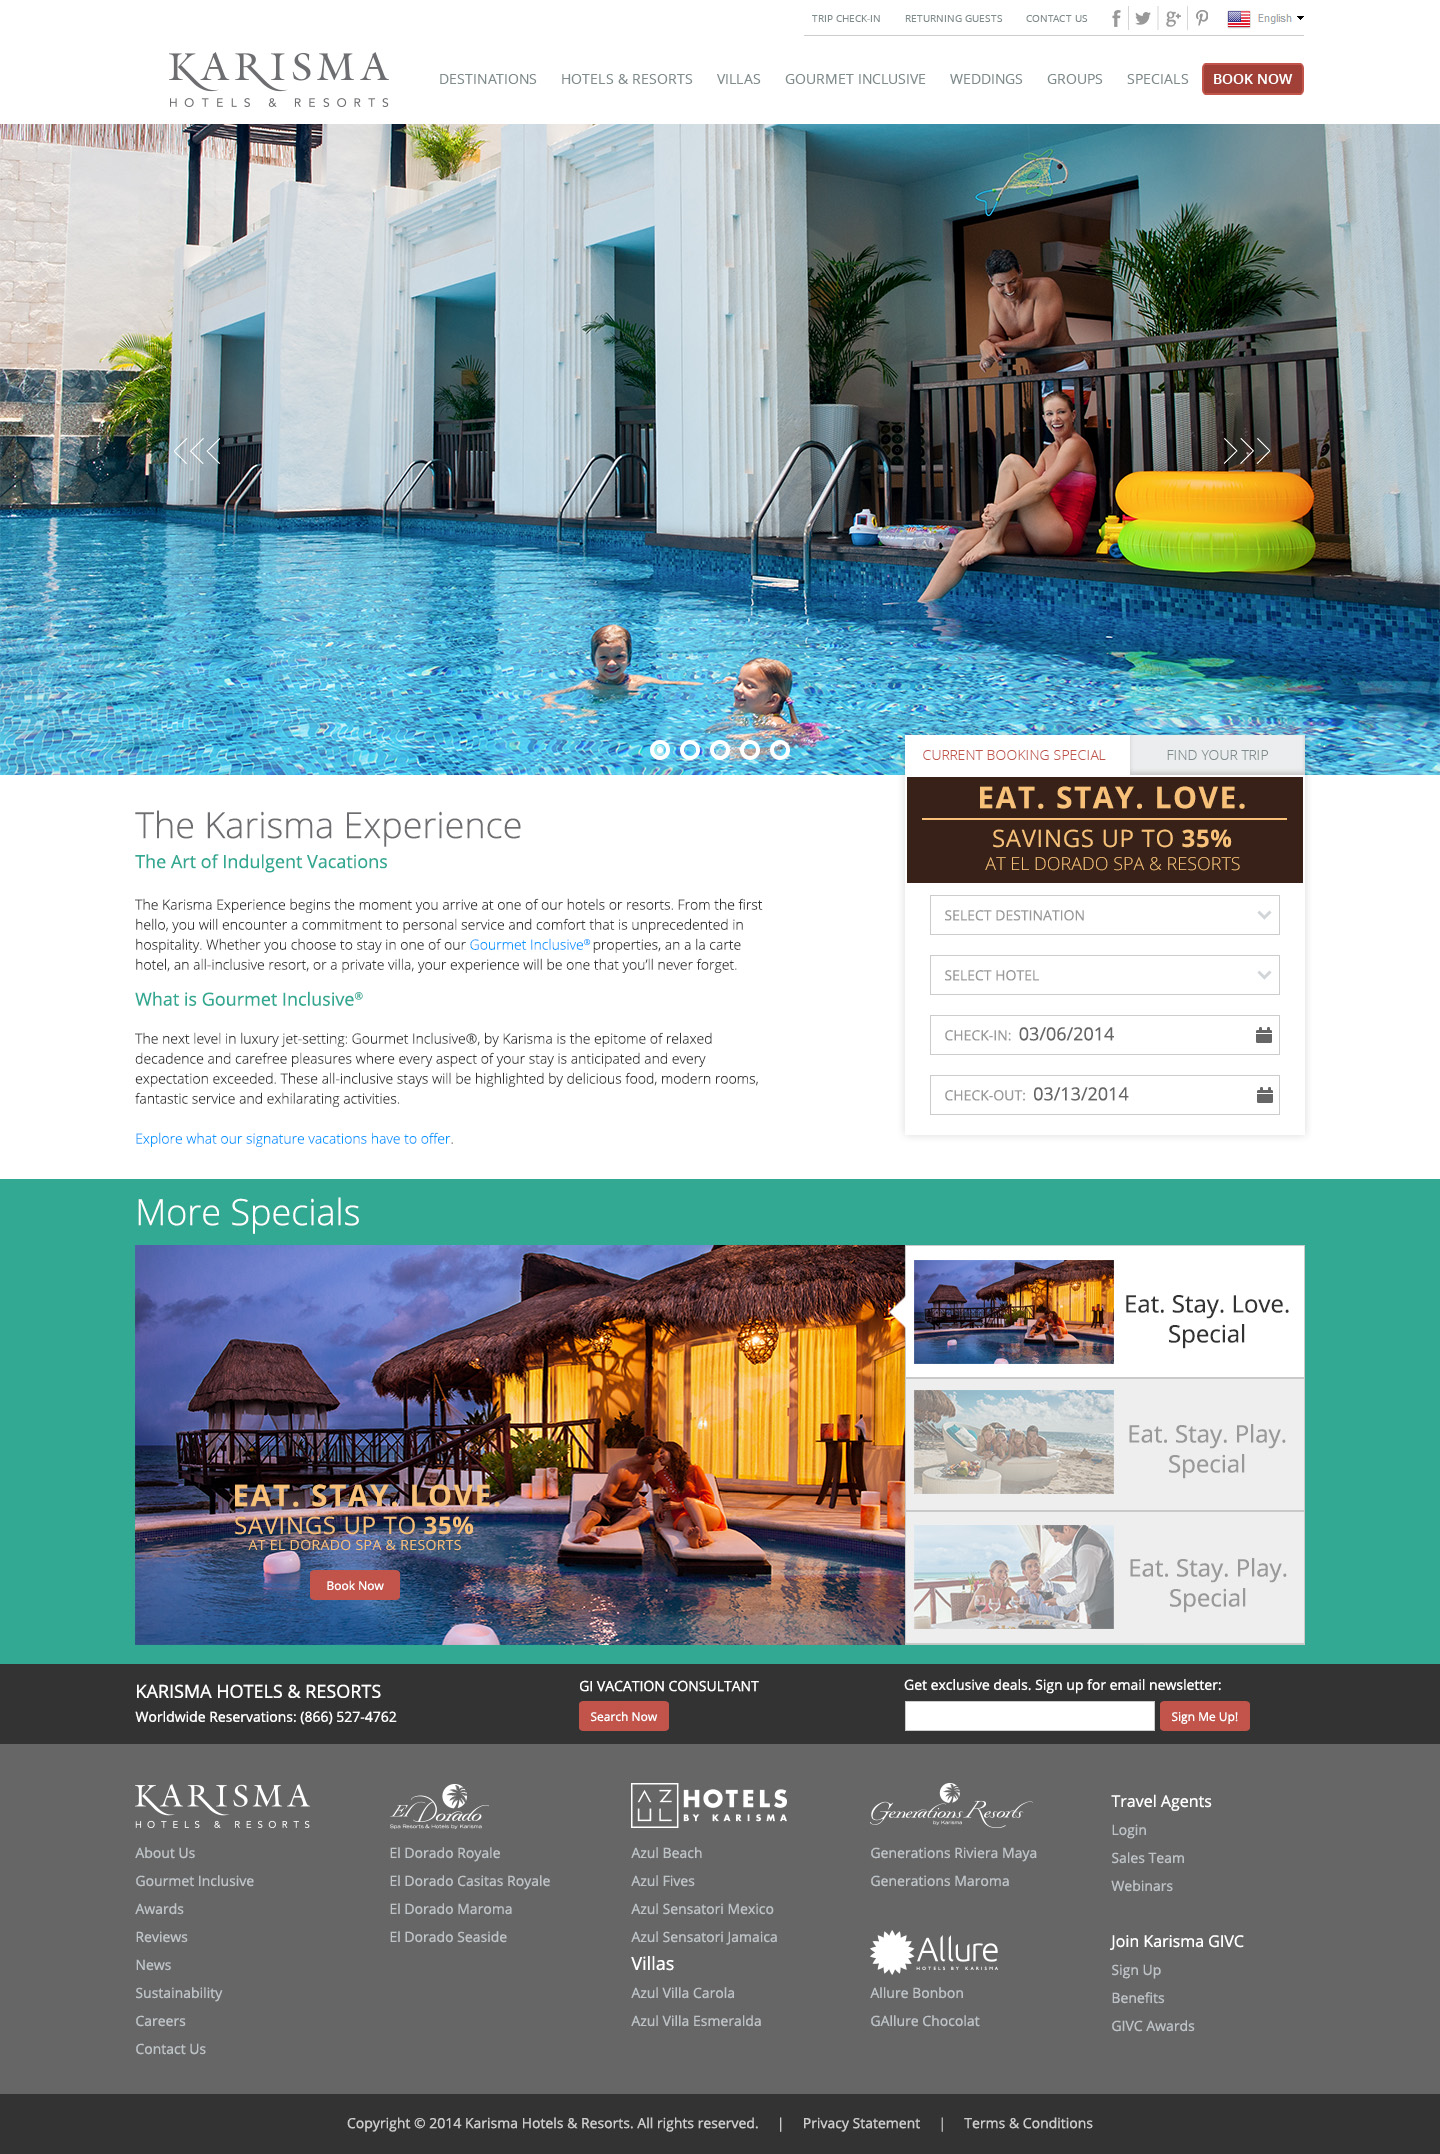 TRIP CHECK-IN RETURNING GUESTS CONTACT US English
KARISMA
HOTELS & RESORTS
DESTINATIONS HOTELS & RESORTS VILLAS GOURMET INCLUSIVE WEDDINGS GROUPS SPECIALS BOOK NOW
CURRENT BOOKING SPECIAL FIND YOUR TRIP
EAT. STAY. LOVE.
SAVINGS UP TO 35%
AT EL DORADO SPA & RESORTS
SELECT DESTINATION
SELECT HOTEL
CHECK-IN: 03/06/2014
CHECK-OUT: 03/13/2014
The Karisma Experience
The Art of Indulgent Vacations
The Karisma Experience begins the moment you arrive at one of our hotels or resorts. From the first
hello, you will encounter a commitment to personal service and comfort that is unprecedented in
hospitality. Whether you choose to stay in one of our Gourmet Inclusive® properties, an a la carte
hotel, an all-inclusive resort, or a private villa, your experience will be one that you'll never forget.
What is Gourmet Inclusive®
The next level in luxury jet-setting: Gourmet Inclusive®, by Karisma is the epitome of relaxed
decadence and carefree pleasures where every aspect of your stay is anticipated and every
expectation exceeded. These all-inclusive stays will be highlighted by delicious food, modern rooms,
fantastic service and exhilarating activities.
Explore what our signature vacations have to offer.
More Specials
EAT. STAY. LOVE.
SAVINGS UP TO 35%
AT EL DORADO SPA & RESORTS
Book Now
Eat. Stay. Love.
Special
Eat. Stay. Play.
Special
Eat. Stay. Play.
Special
KARISMA HOTELS & RESORTS
Worldwide Reservations: (866) 527-4762
GI VACATION CONSULTANT
Search Now
Get exclusive deals. Sign up for email newsletter:
Sign Me Up!
KARISMA
HOTELS & RESORTS
About Us
Gourmet Inclusive
Awards
Reviews
News
Sustainability
Careers
Contact Us
El Dorado
Spa Resorts & Hotels by Karisma
El Dorado Royale
El Dorado Casitas Royale
El Dorado Maroma
El Dorado Seaside
AZUL HOTELS
BY KARISMA
Azul Beach
Azul Fives
Azul Sensatori Mexico
Azul Sensatori Jamaica
Villas
Azul Villa Carola
Azul Villa Esmeralda
Generations Resorts
by Karisma
Generations Riviera Maya
Generations Maroma
Allure
HOTELS BY KARISMA
Allure Bonbon
GAllure Chocolat
Travel Agents
Login
Sales Team
Webinars
Join Karisma GIVC
Sign Up
Benefits
GIVC Awards
Copyright © 2014 Karisma Hotels & Resorts. All rights reserved. | Privacy Statement | Terms & Conditions